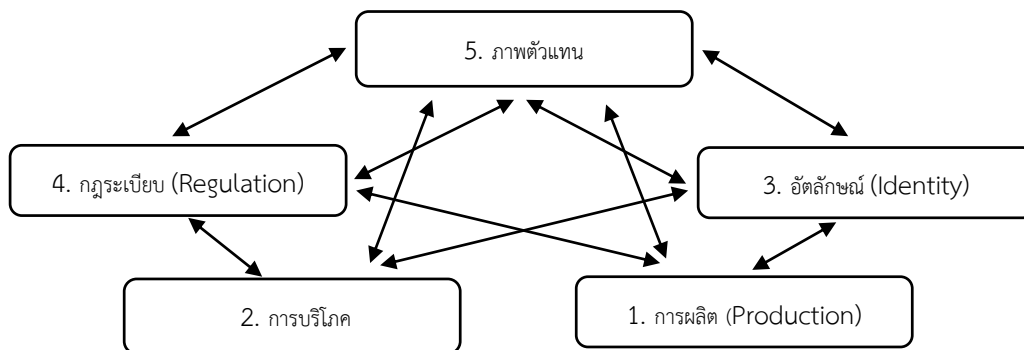 5. ภาพตัวแทน
4. กฎระเบียบ (Regulation)
3. อัตลักษณ์ (Identity)
2. การบริโภค
1. การผลิต (Production)